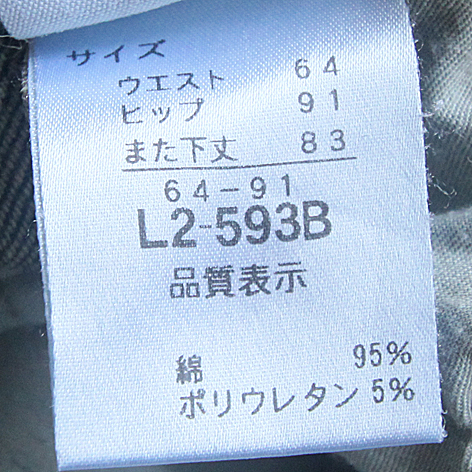 サイズ
ウエスト 64
ヒップ 91
また下丈 83
64-91
L2-593B
品質表示
綿 95%
ポリウレタン 5%